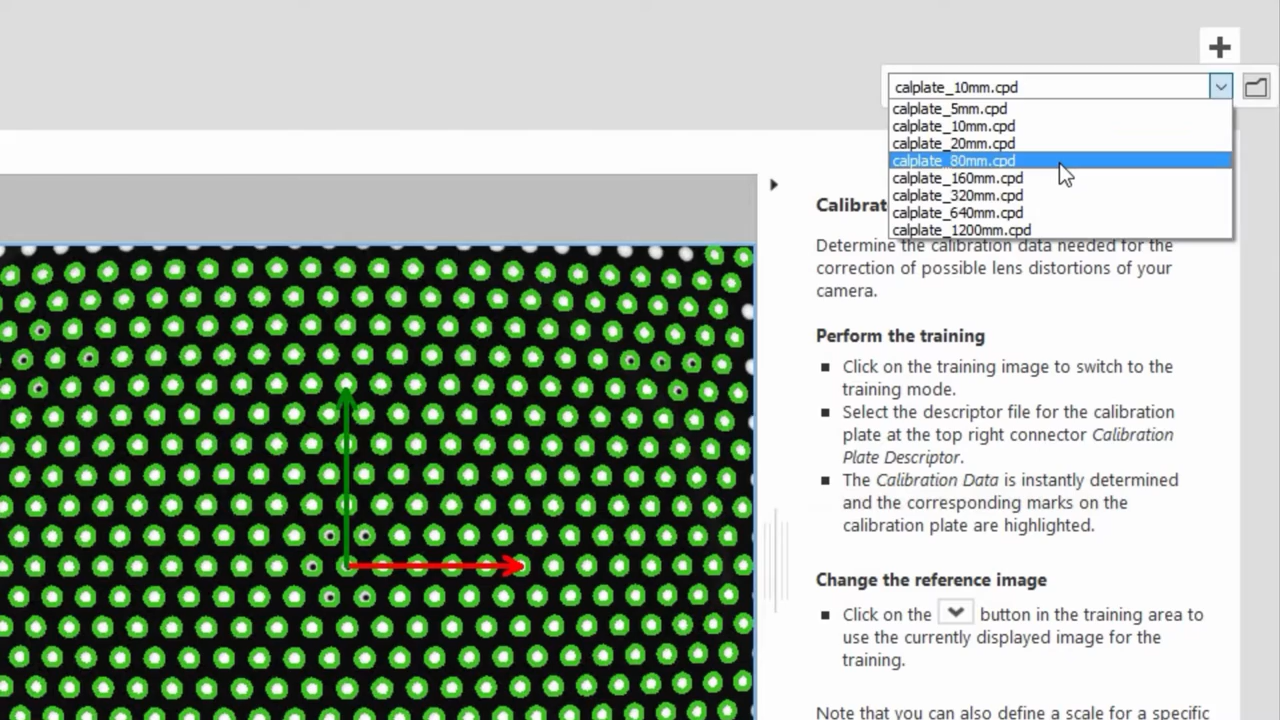 calplate_10mm.cpd
calplate_5mm.cpd
calplate_10mm.cpd
calplate_20mm.cpd
calplate_80mm.cpd
calplate_160mm.cpd
calplate_320mm.cpd
calplate_640mm.cpd
calplate_1200mm.cpd
Determine the calibration data needed for the
correction of possible lens distortions of your
camera.
Perform the training
Click on the training image to switch to the
training mode.
Select the descriptor file for the calibration
plate at the top right connector Calibration
Plate Descriptor.
The Calibration Data is instantly determined
and the corresponding marks on the
calibration plate are highlighted.
Change the reference image
Click on the button in the training area to
use the currently displayed image for the
training.
Note that you can also define a scale for a specific